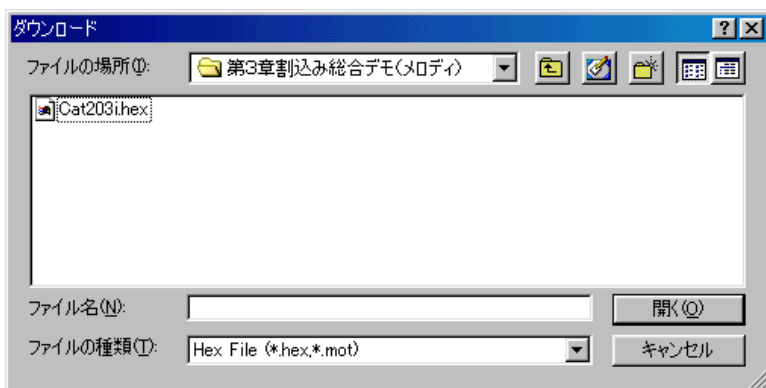 ダウンロード
ファイルの場所(I):
第3章割込み総合デモ(メロディ)
Cat203i.hex
ファイル名(N):
開く(O)
ファイルの種類(T):
Hex File (*.hex,*.mot)
キャンセル